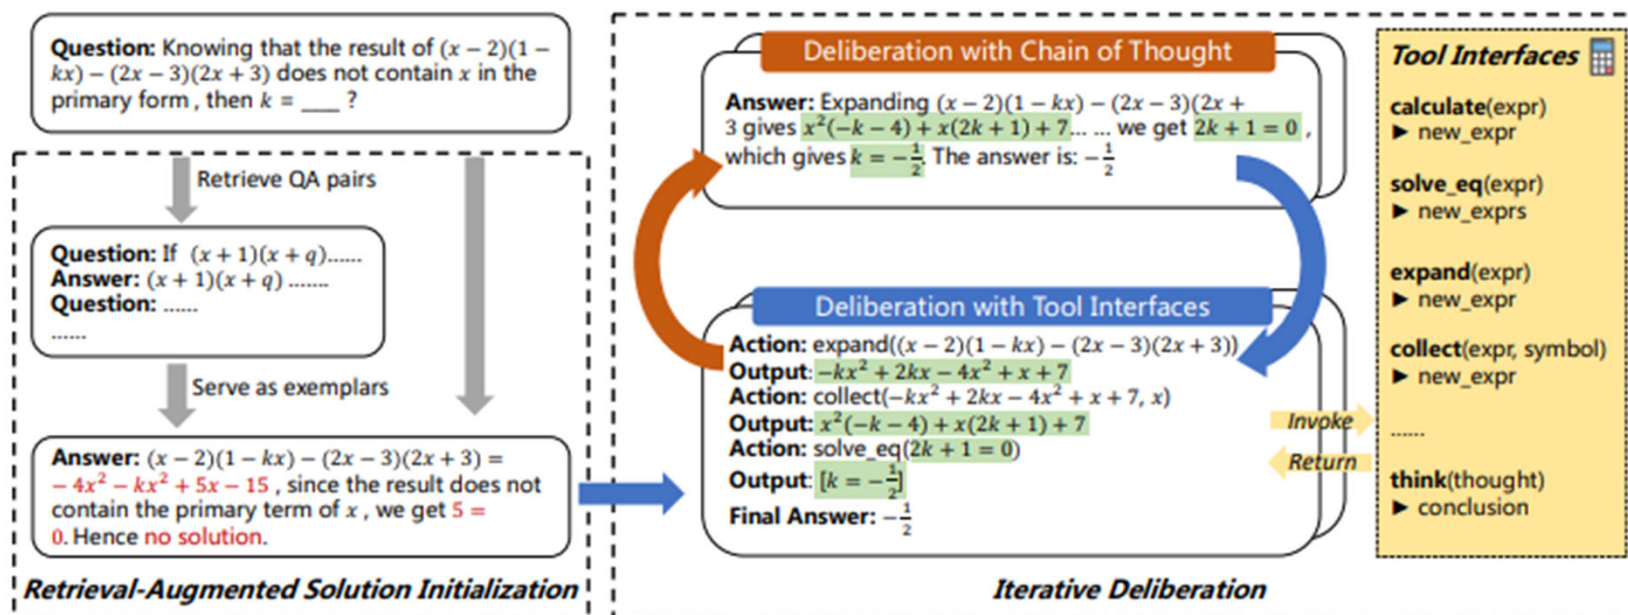 Question: Knowing that the result of (x − 2)(1 −
kx) − (2x − 3)(2x + 3) does not contain x in the
primary form , then k = ___ ?
Retrieve QA pairs
Question: If (x + 1)(x + q)......
Answer: (x + 1)(x + q) .......
Question: ......
......
Serve as exemplars
Answer: (x − 2)(1 − kx) − (2x − 3)(2x + 3) =
− 4x² − kx² + 5x − 15 , since the result does not
contain the primary term of x , we get 5 =
0. Hence no solution.
Retrieval-Augmented Solution Initialization
Deliberation with Chain of Thought
Answer: Expanding (x − 2)(1 − kx) − (2x − 3)(2x +
3 gives x²(−k − 4) + x(2k + 1) + 7... ... we get 2k + 1 = 0 ,
which gives k = −1/2. The answer is: −1/2
Deliberation with Tool Interfaces
Action: expand((x − 2)(1 − kx) − (2x − 3)(2x + 3))
Output: −kx² + 2kx − 4x² + x + 7
Action: collect(−kx² + 2kx − 4x² + x + 7, x)
Output: x²(−k − 4) + x(2k + 1) + 7
Action: solve_eq(2k + 1 = 0)
Output: [k = −1/2]
Final Answer: −1/2
Invoke
Return
Tool Interfaces
calculate(expr)
► new_expr
solve_eq(expr)
► new_exprs
expand(expr)
► new_expr
collect(expr, symbol)
► new_expr
......
think(thought)
► conclusion
Iterative Deliberation